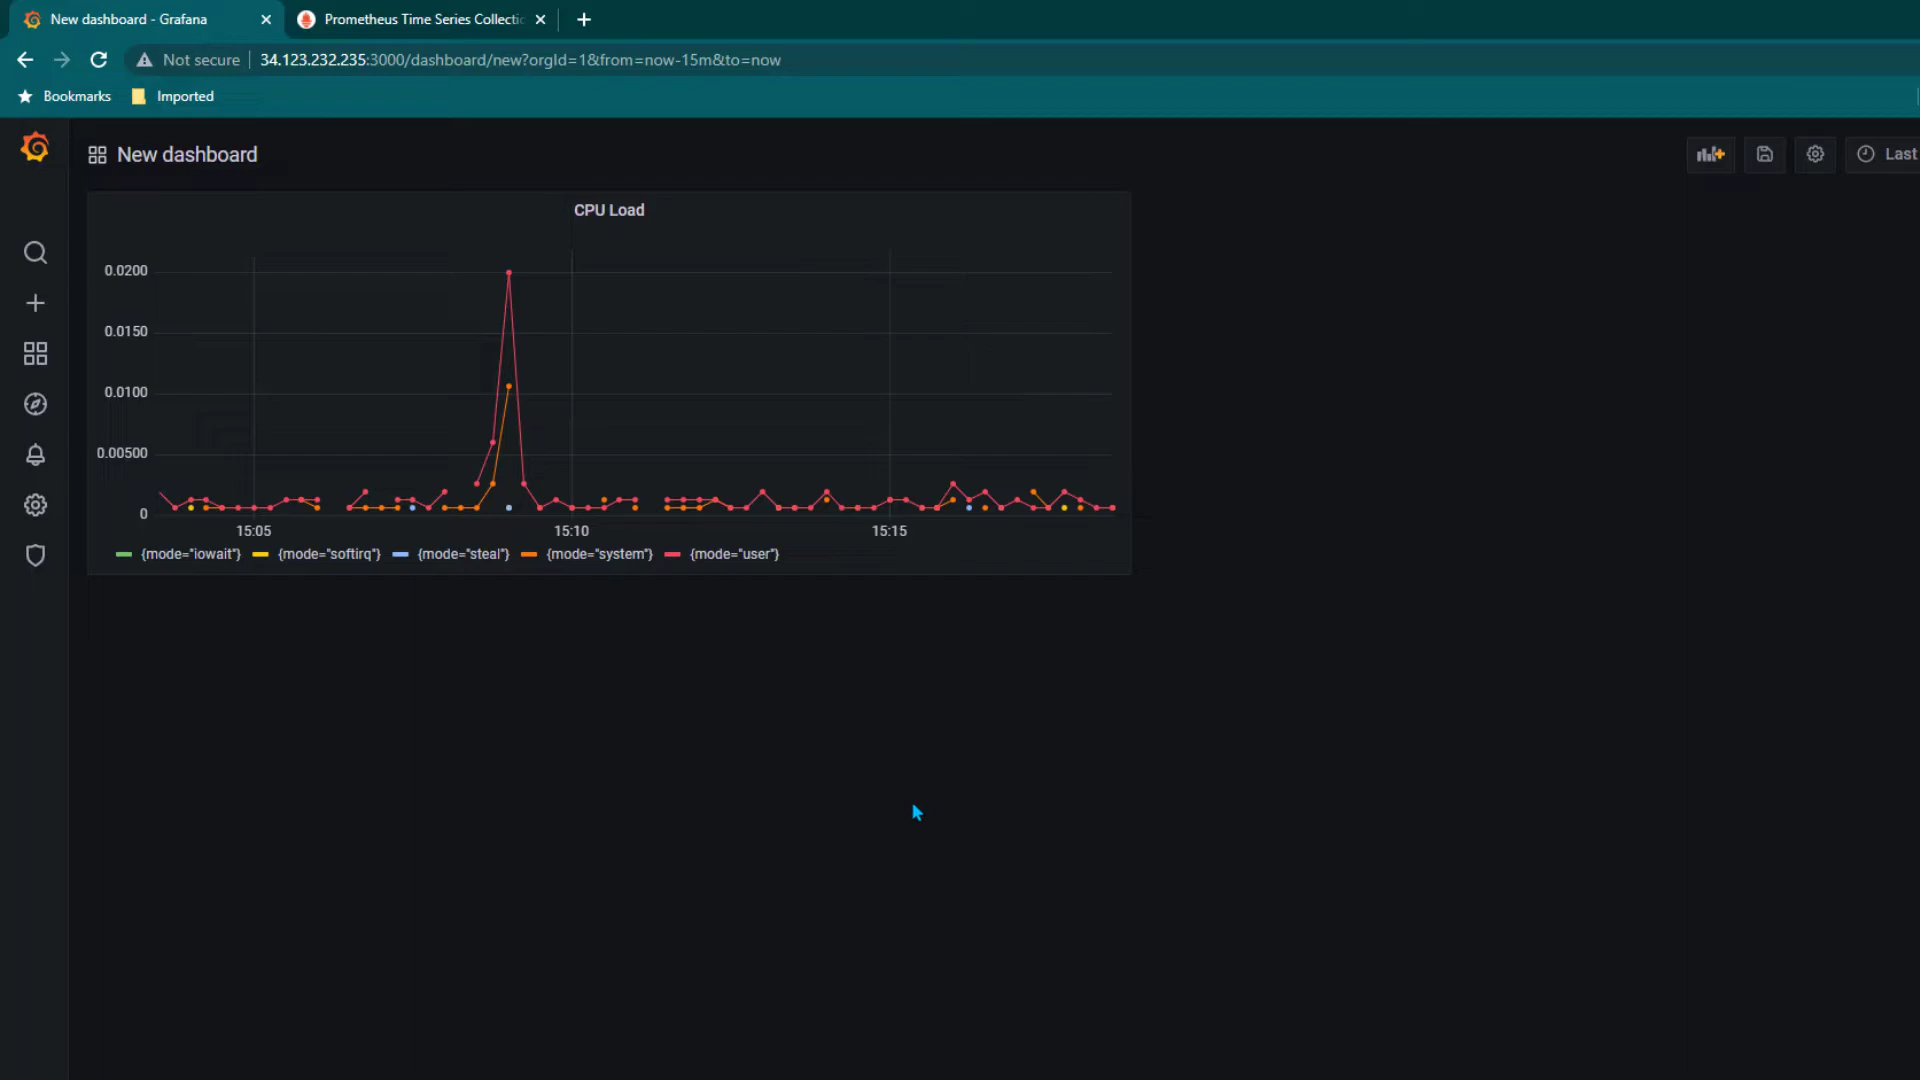 New dashboard - Grafana
Prometheus Time Series Collectio
Not secure
34.123.232.235:3000/dashboard/new?orgId=1&from=now-15m&to=now
Bookmarks
Imported
New dashboard
Last
CPU Load
0.0200
0.0150
0.0100
0.00500
0
15:05 15:10 15:15
{mode="iowait"} {mode="softirq"} {mode="steal"} {mode="system"} {mode="user"}